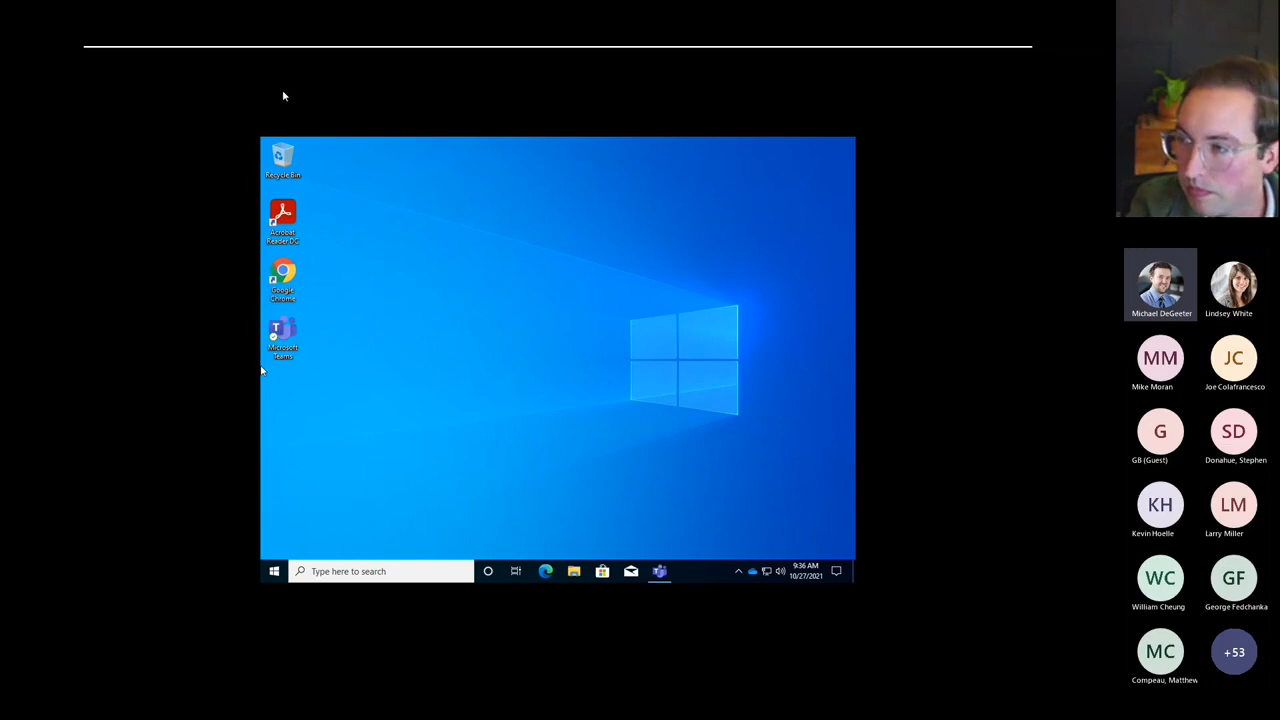 Recycle Bin
Acrobat
Reader DC
Google
Chrome
Microsoft
Teams
Type here to search
9:36 AM
10/27/2021
Michael DeGeeter
Lindsey White
MM
JC
Mike Moran
Joe Colafrancesco
G
SD
GB (Guest)
Donahue, Stephen
KH
LM
Kevin Hoelle
Larry Miller
WC
GF
William Cheung
George Fedchanka
MC
+53
Compeau, Matthew